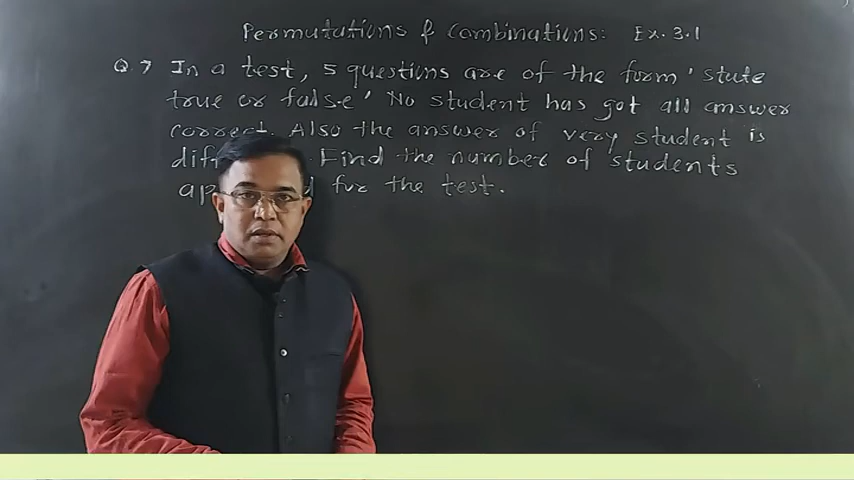 Permutations & Combinations: Ex. 3.1
Q.7 In a test, 5 questions are of the form 'state
true or false' No student has got all answer
correct. Also the answer of very student is
diff Find the number of students
ap d for the test.